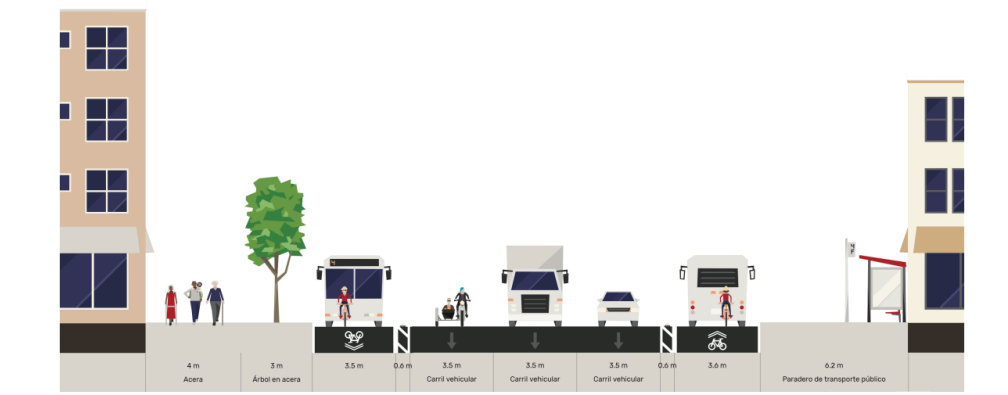 4 m
Acera
3 m
Árbol en acera
3.5 m
0.6 m
3.5 m
Carril vehicular
3.5 m
Carril vehicular
3.5 m
Carril vehicular
0.6 m
3.6 m
6.2 m
Paradero de transporte público